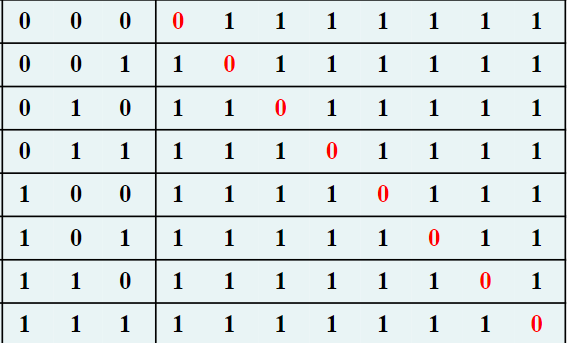 0 0 0 0 1 1 1 1 1 1 1
0 0 1 1 0 1 1 1 1 1 1
0 1 0 1 1 0 1 1 1 1 1
0 1 1 1 1 1 0 1 1 1 1
1 0 0 1 1 1 1 0 1 1 1
1 0 1 1 1 1 1 1 0 1 1
1 1 0 1 1 1 1 1 1 0 1
1 1 1 1 1 1 1 1 1 1 0